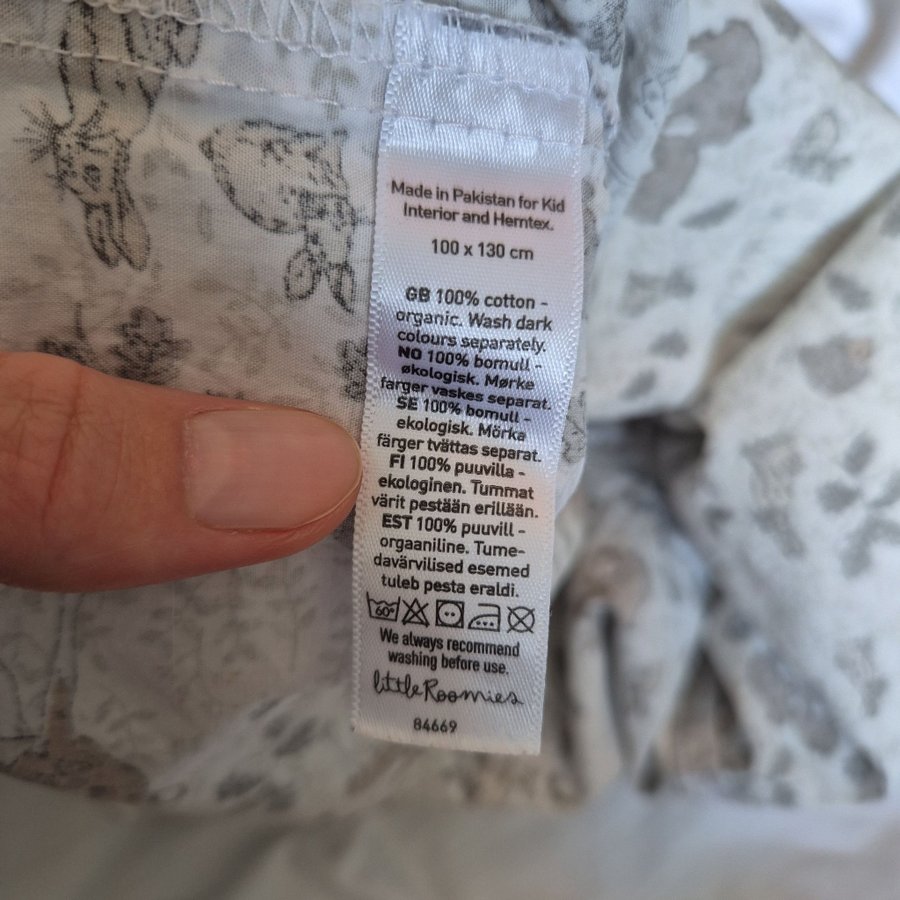 Made in Pakistan for Kid
Interior and Hemtex.
100 x 130 cm
GB 100% cotton -
organic. Wash dark
colours separately.
NO 100% bomull -
økologisk. Mørke
farger vaskes separat.
SE 100% bomull -
ekologisk. Mörka
färger tvättas separat.
FI 100% puuvilla -
ekologinen. Tummat
värit pestään erillään.
EST 100% puuvill -
orgaaniline. Tume-
davärvilised esemed
tuleb pesta eraldi.
60°
We always recommend
washing before use.
little Roomies
84669